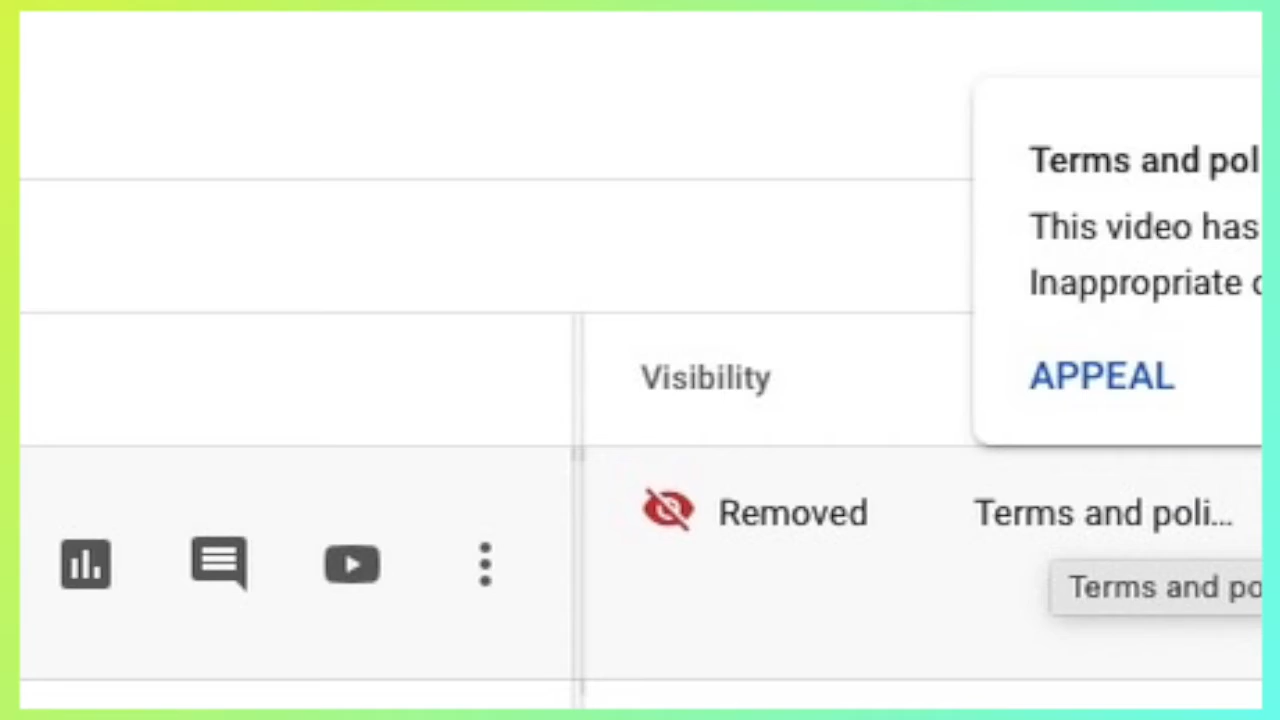 Terms and pol
This video has
Inappropriate
APPEAL
Visibility
Removed
Terms and poli...
Terms and po